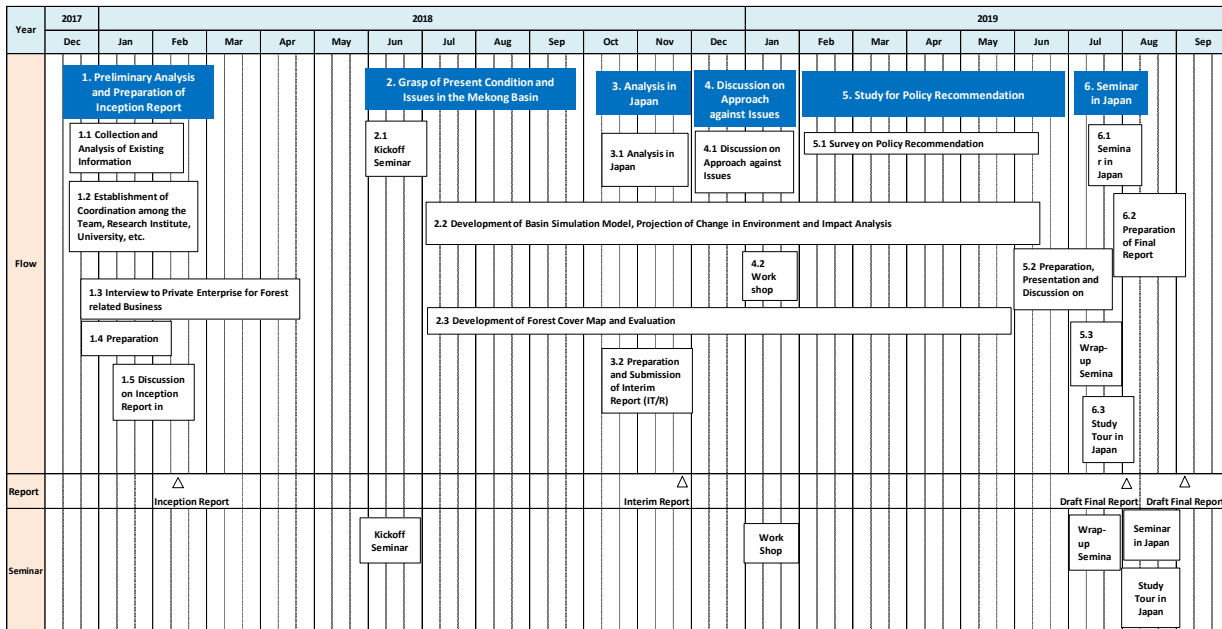 Year
2017
2018
2019
Dec
Jan
Feb
Mar
Apr
May
Jun
Jul
Aug
Sep
Oct
Nov
Dec
Jan
Feb
Mar
Apr
May
Jun
Jul
Aug
Sep
Flow
1. Preliminary Analysis
and Preparation of
Inception Report
2. Grasp of Present Condition and
Issues in the Mekong Basin
3. Analysis in
Japan
4. Discussion on
Approach
against Issues
5. Study for Policy Recommendation
6. Seminar
in Japan
1.1 Collection and
Analysis of Existing
Information
2.1
Kickoff
Seminar
3.1 Analysis in
Japan
4.1 Discussion on
Approach against
Issues
5.1 Survey on Policy Recommendation
6.1
Semina
r in
Japan
1.2 Establishment of
Coordination among the
Team, Research Institute,
University, etc.
2.2 Development of Basin Simulation Model, Projection of Change in Environment and Impact Analysis
6.2
Preparation
of Final
Report
4.2
Work
shop
5.2 Preparation,
Presentation and
Discussion on
1.3 Interview to Private Enterprise for Forest
related Business
2.3 Development of Forest Cover Map and Evaluation
1.4 Preparation
5.3
Wrap-
up
Semina
1.5 Discussion
on Inception
Report in
3.2 Preparation
and Submission
of Interim
Report (IT/R)
6.3
Study
Tour in
Japan
Report
Inception Report
Interim Report
Draft Final Report
Draft Final Report
Seminar
Kickoff
Seminar
Work
Shop
Wrap-
up
Semina
Seminar
in Japan
Study
Tour in
Japan